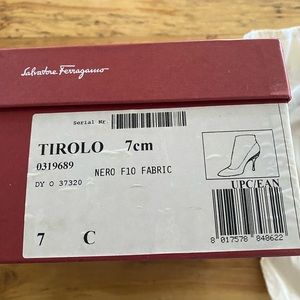 Salvatore Ferragamo
Serial Nr.
TIROLO 7cm
0319689
NERO F10 FABRIC
DY O 37320
UPC/EAN
7 C
8 017578 848622